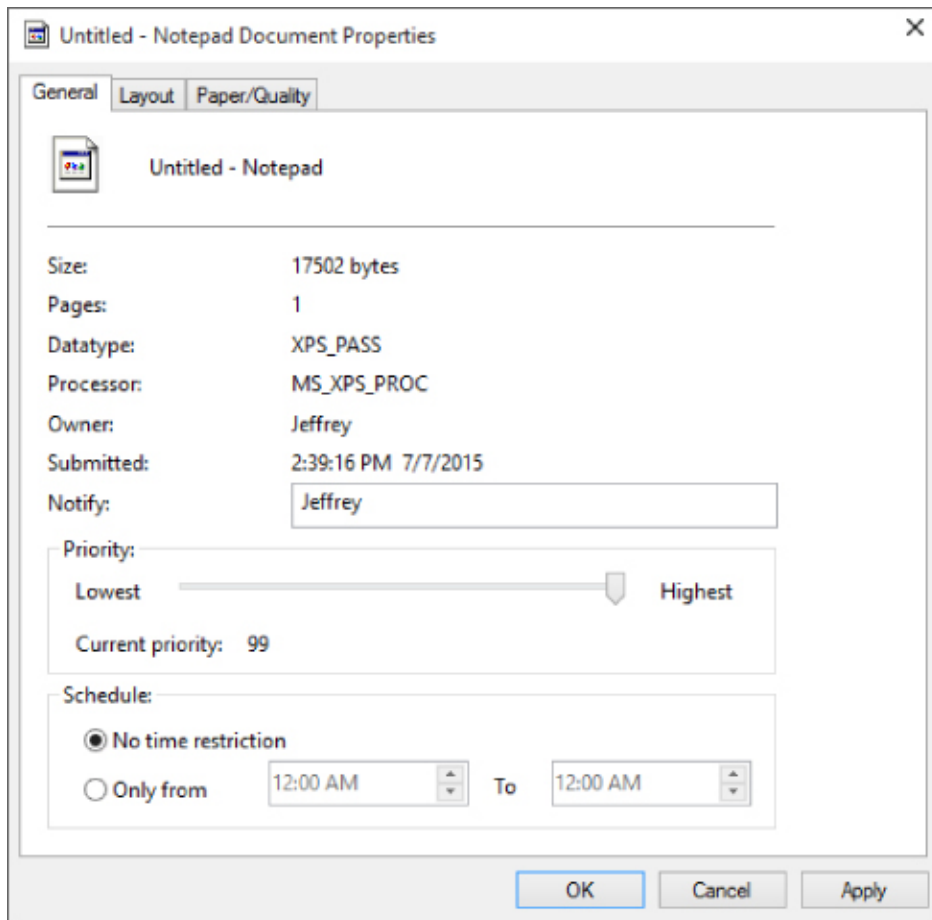 Untitled - Notepad Document Properties
General Layout Paper/Quality
Untitled - Notepad
Size: 17502 bytes
Pages: 1
Datatype: XPS_PASS
Processor: MS_XPS_PROC
Owner: Jeffrey
Submitted: 2:39:16 PM 7/7/2015
Notify: Jeffrey
Priority:
Lowest Highest
Current priority: 99
Schedule:
No time restriction
Only from 12:00 AM To 12:00 AM
OK Cancel Apply